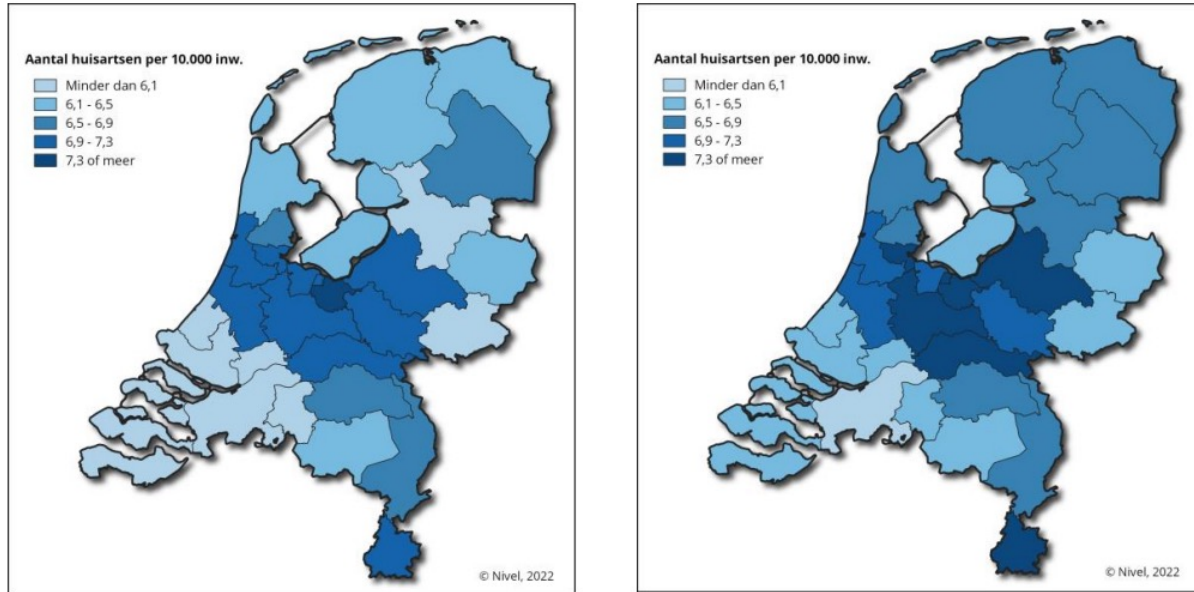 Aantal huisartsen per 10.000 inw.
Minder dan 6,1
6,1 - 6,5
6,5 - 6,9
6,9 - 7,3
7,3 of meer
© Nivel, 2022
Aantal huisartsen per 10.000 inw.
Minder dan 6,1
6,1 - 6,5
6,5 - 6,9
6,9 - 7,3
7,3 of meer
© Nivel, 2022